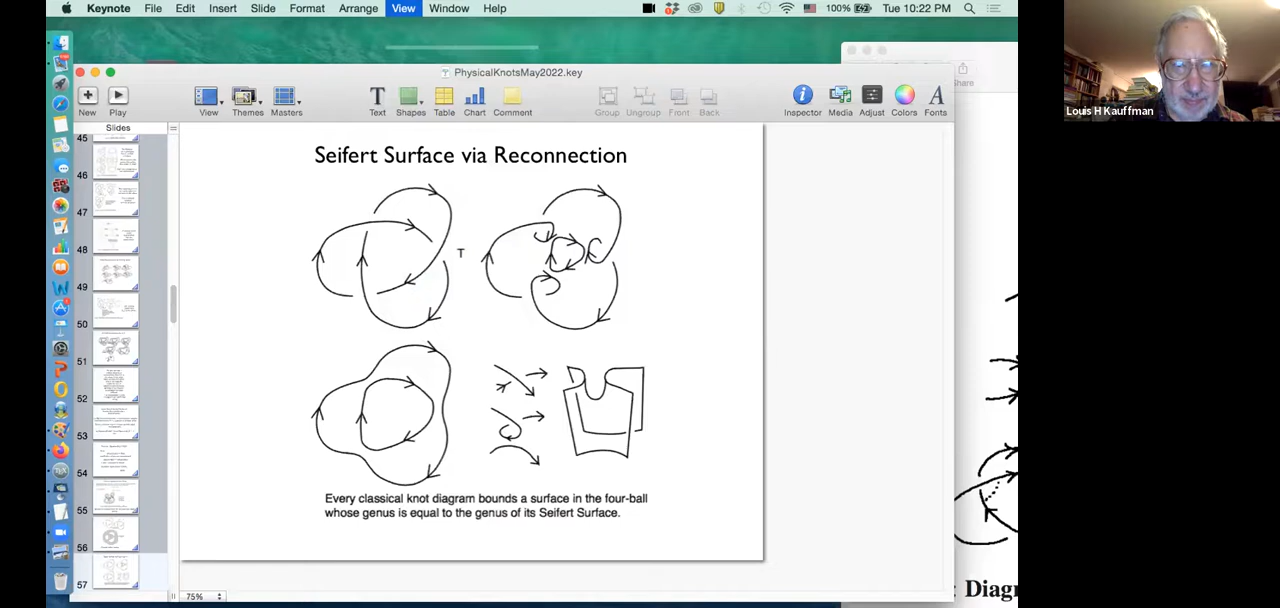 Keynote File Edit Insert Slide Format Arrange View Window Help 100% Tue 10:22 PM
PhysicalKnotsMay2022.key
New Play View Themes Masters Text Shapes Table Chart Comment Group Ungroup Front Back Inspector Media Adjust Colors Fonts
Share
Louis H Kauffman
Slides
45
46
47
48
49
50
51
52
53
54
55
56
57
Seifert Surface via Reconnection
T
Every classical knot diagram bounds a surface in the four-ball
whose genus is equal to the genus of its Seifert Surface.
: Diagr
75%